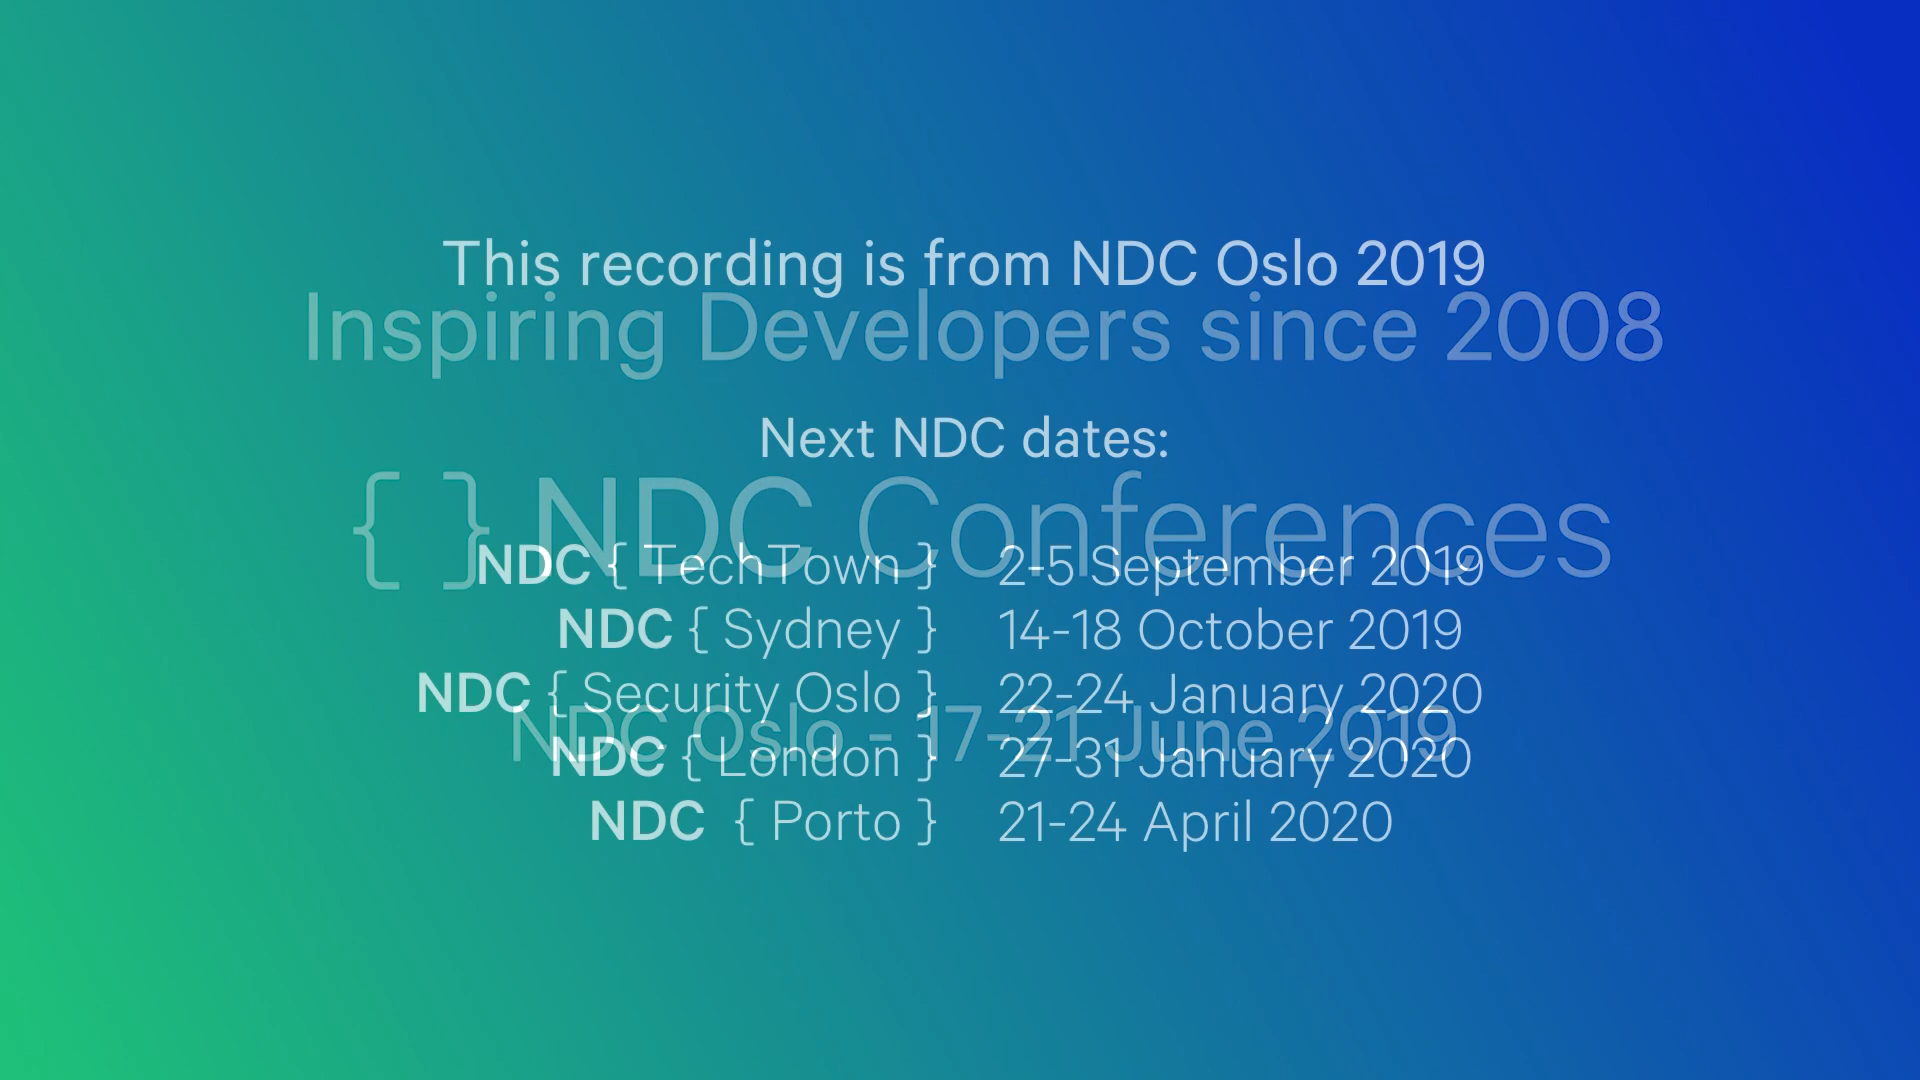 This recording is from NDC Oslo 2019
Inspiring Developers since 2008
Next NDC dates:
{ } NDC Conferences
NDC { TechTown } 2-5 September 2019
NDC { Sydney } 14-18 October 2019
NDC { Security Oslo } 22-24 January 2020
NDC Oslo - 17-21 June 2019
NDC { London } 27-31 January 2020
NDC { Porto } 21-24 April 2020